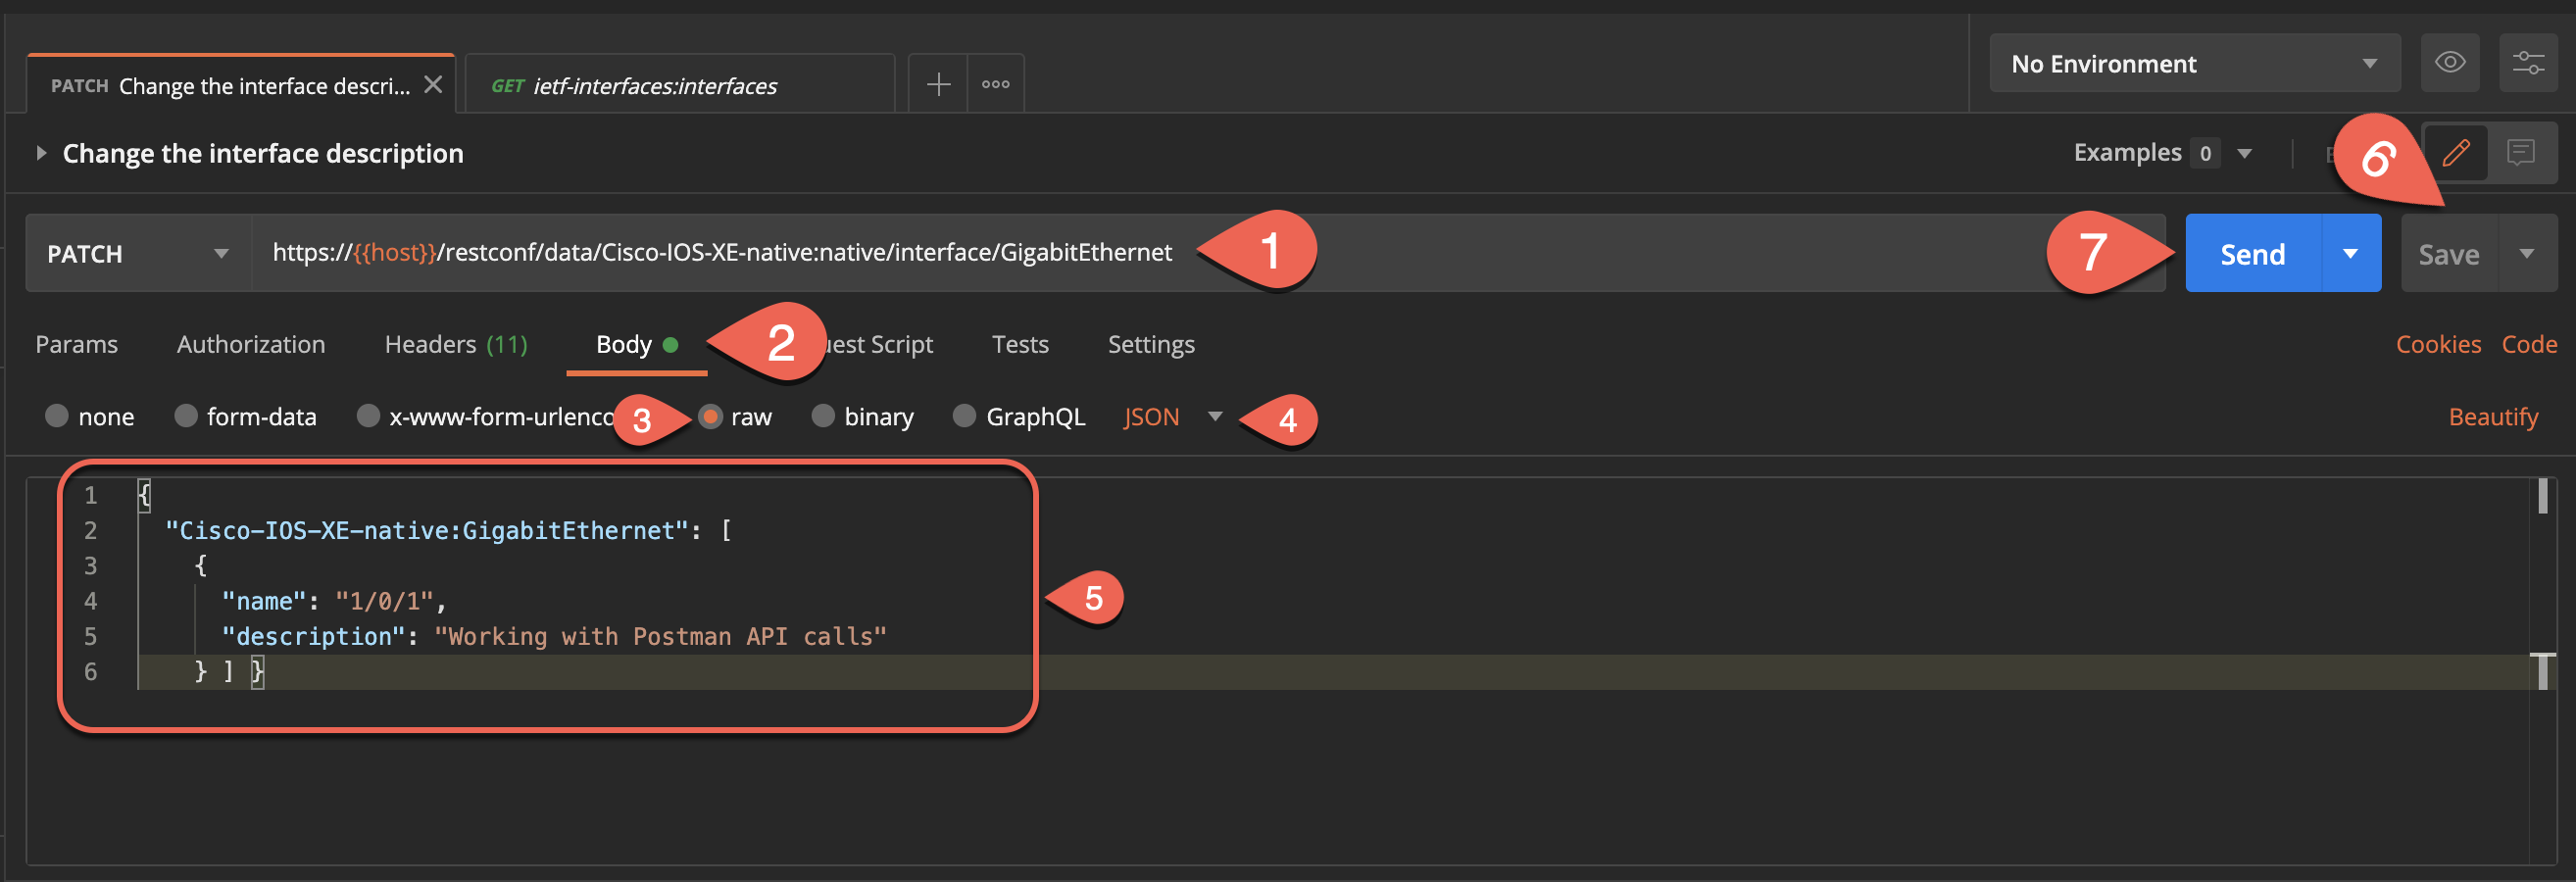 PATCH Change the interface descri... GET ietf-interfaces:interfaces No Environment
Change the interface description Examples 0 6
PATCH https://{{host}}/restconf/data/Cisco-IOS-XE-native:native/interface/GigabitEthernet 1 7 Send Save
Params Authorization Headers (11) Body 2 uest Script Tests Settings Cookies Code
none form-data x-www-form-urlenco 3 raw binary GraphQL JSON 4 Beautify
1 {
2 "Cisco-IOS-XE-native:GigabitEthernet": [
3 {
4 "name": "1/0/1",
5 "description": "Working with Postman API calls"
6 } ] }
5